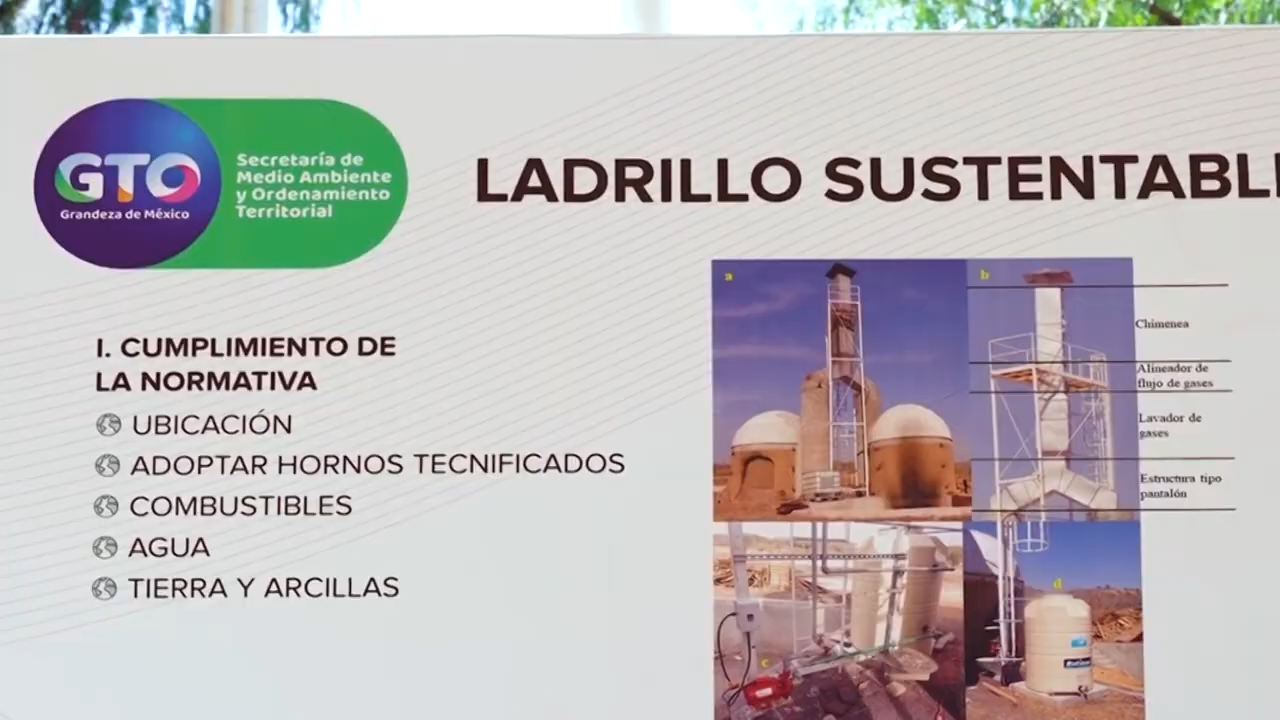 GTO
Grandeza de México
Secretaría de
Medio Ambiente
y Ordenamiento
Territorial
LADRILLO SUSTENTABL
I. CUMPLIMIENTO DE
LA NORMATIVA
UBICACIÓN
ADOPTAR HORNOS TECNIFICADOS
COMBUSTIBLES
AGUA
TIERRA Y ARCILLAS
a
b
Chimenea
Alineador de
flujo de gases
Lavador de
gases
Estructura tipo
pantalón
c
d